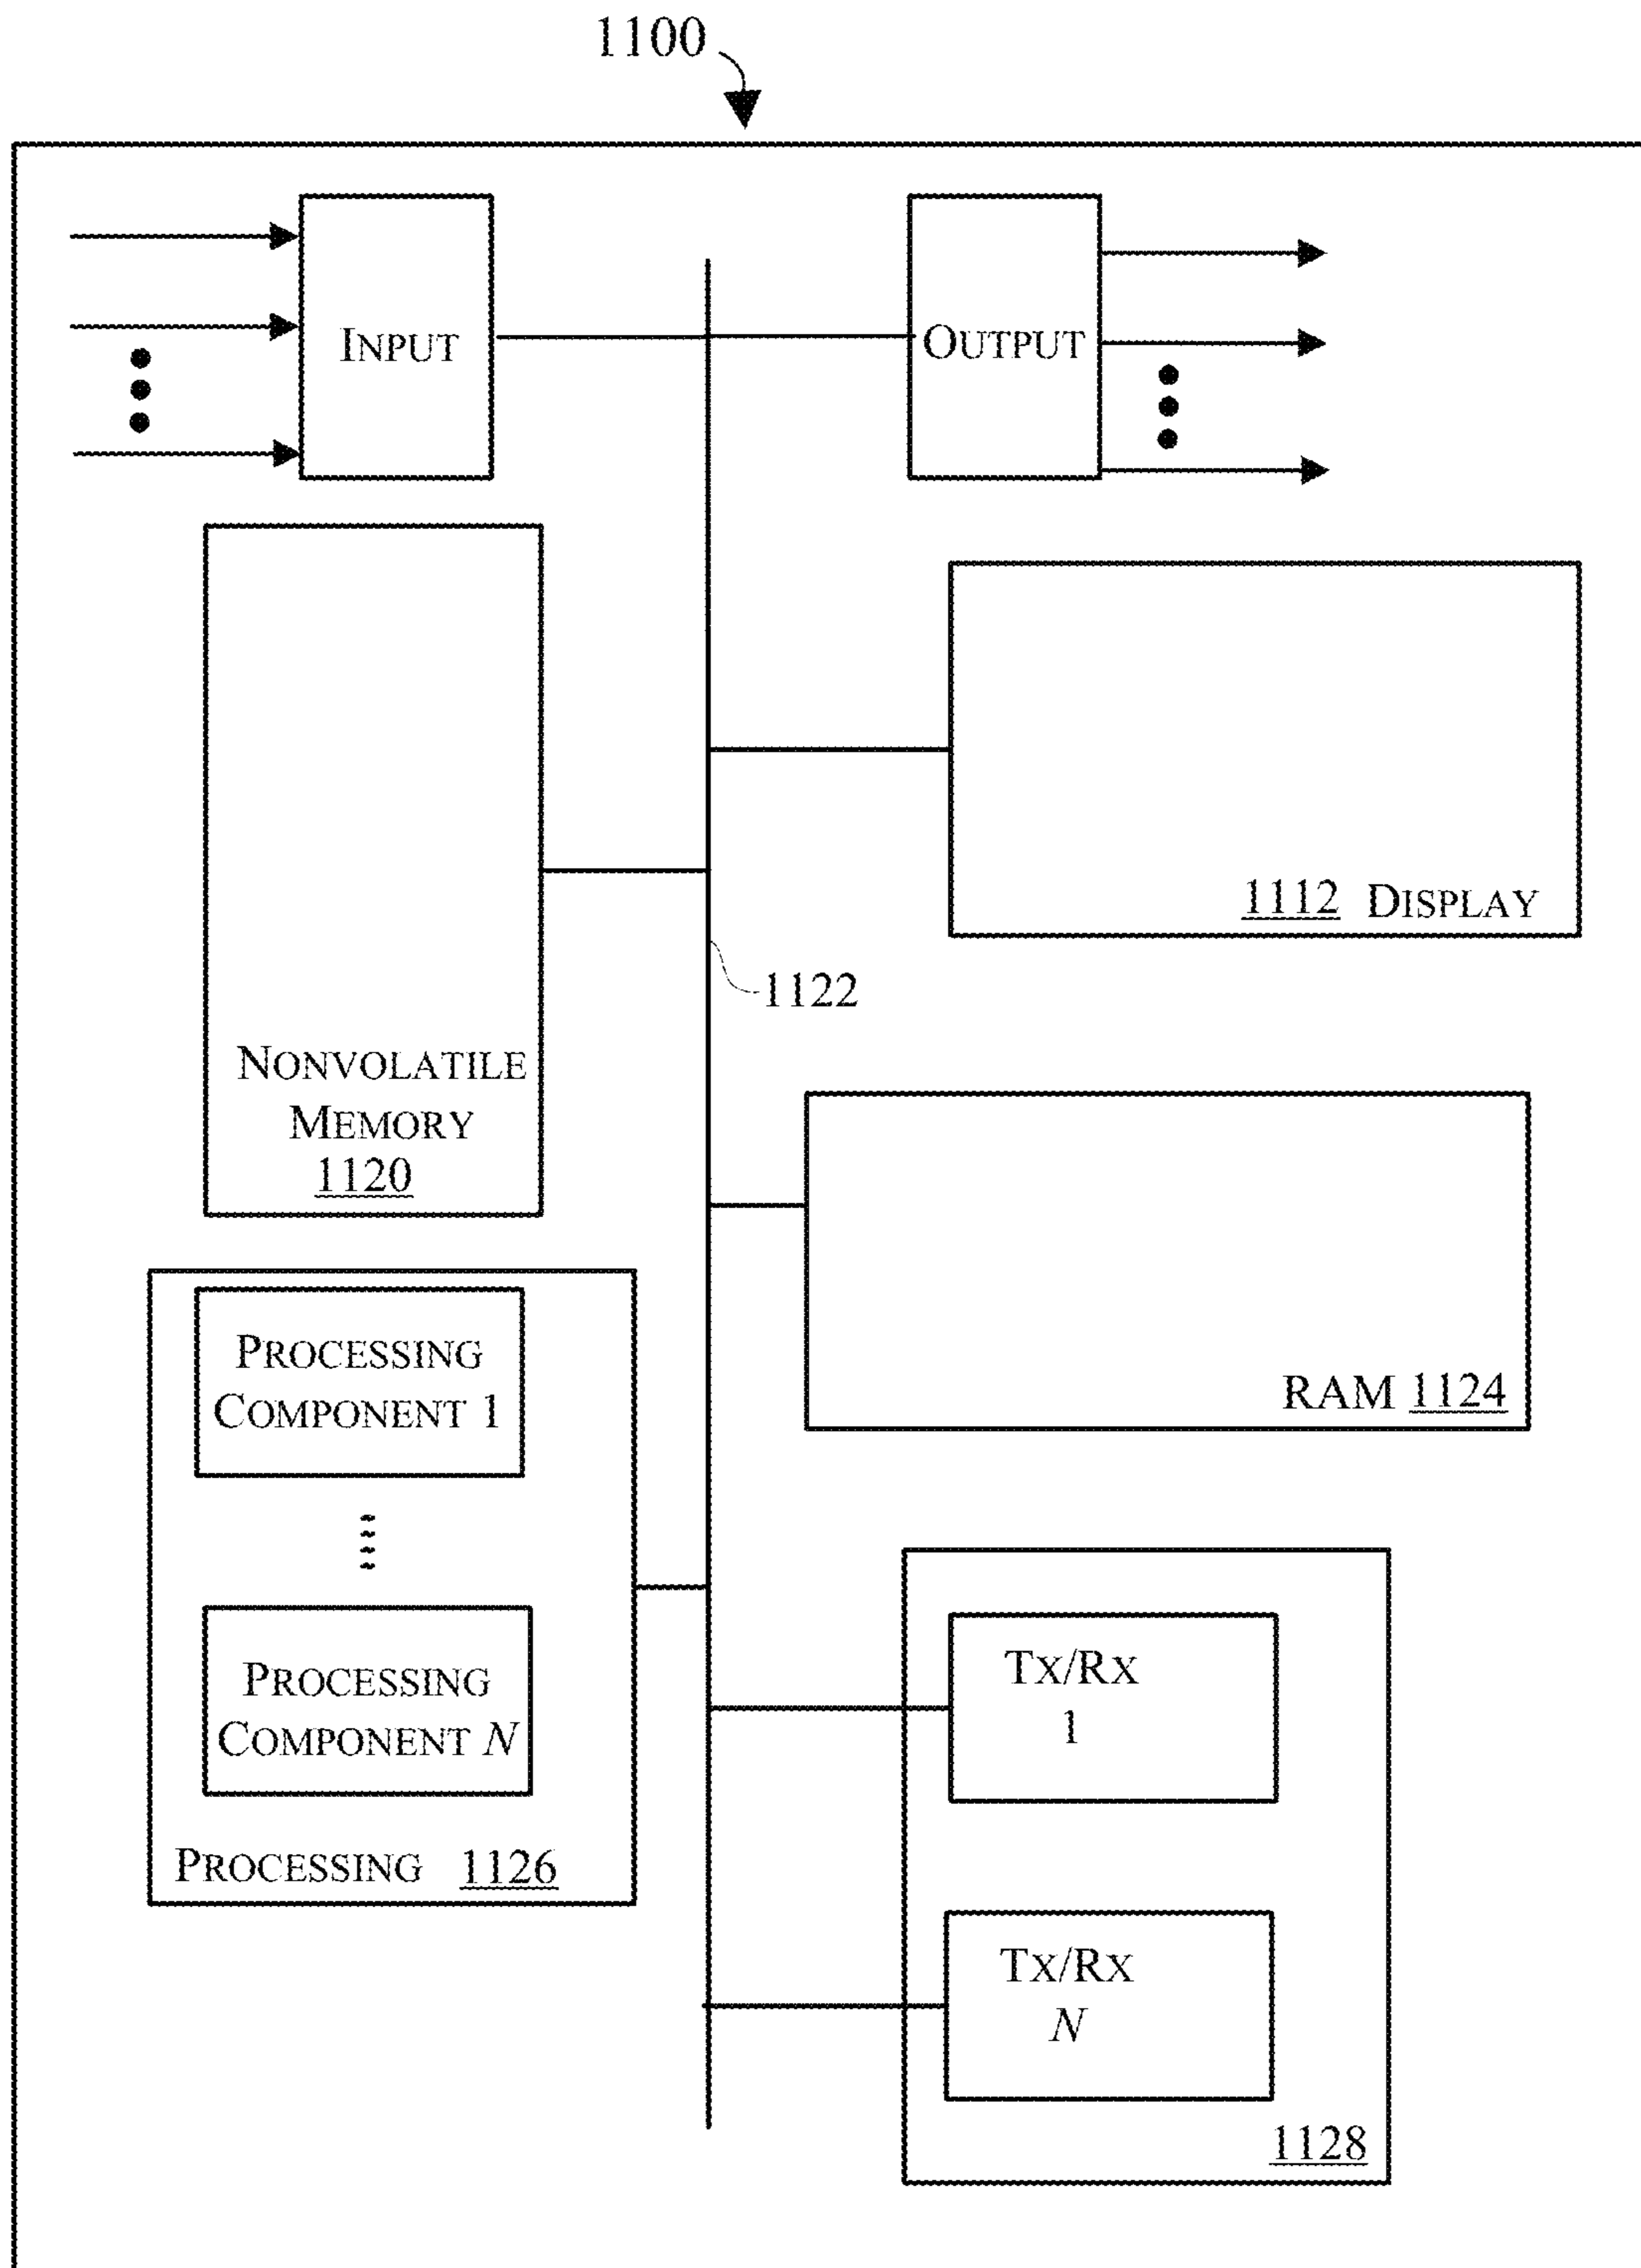 1100
INPUT
OUTPUT
1112 DISPLAY
1122
NONVOLATILE
MEMORY
1120
RAM 1124
PROCESSING
COMPONENT 1
PROCESSING
COMPONENT N
PROCESSING 1126
TX/RX
1
TX/RX
N
1128